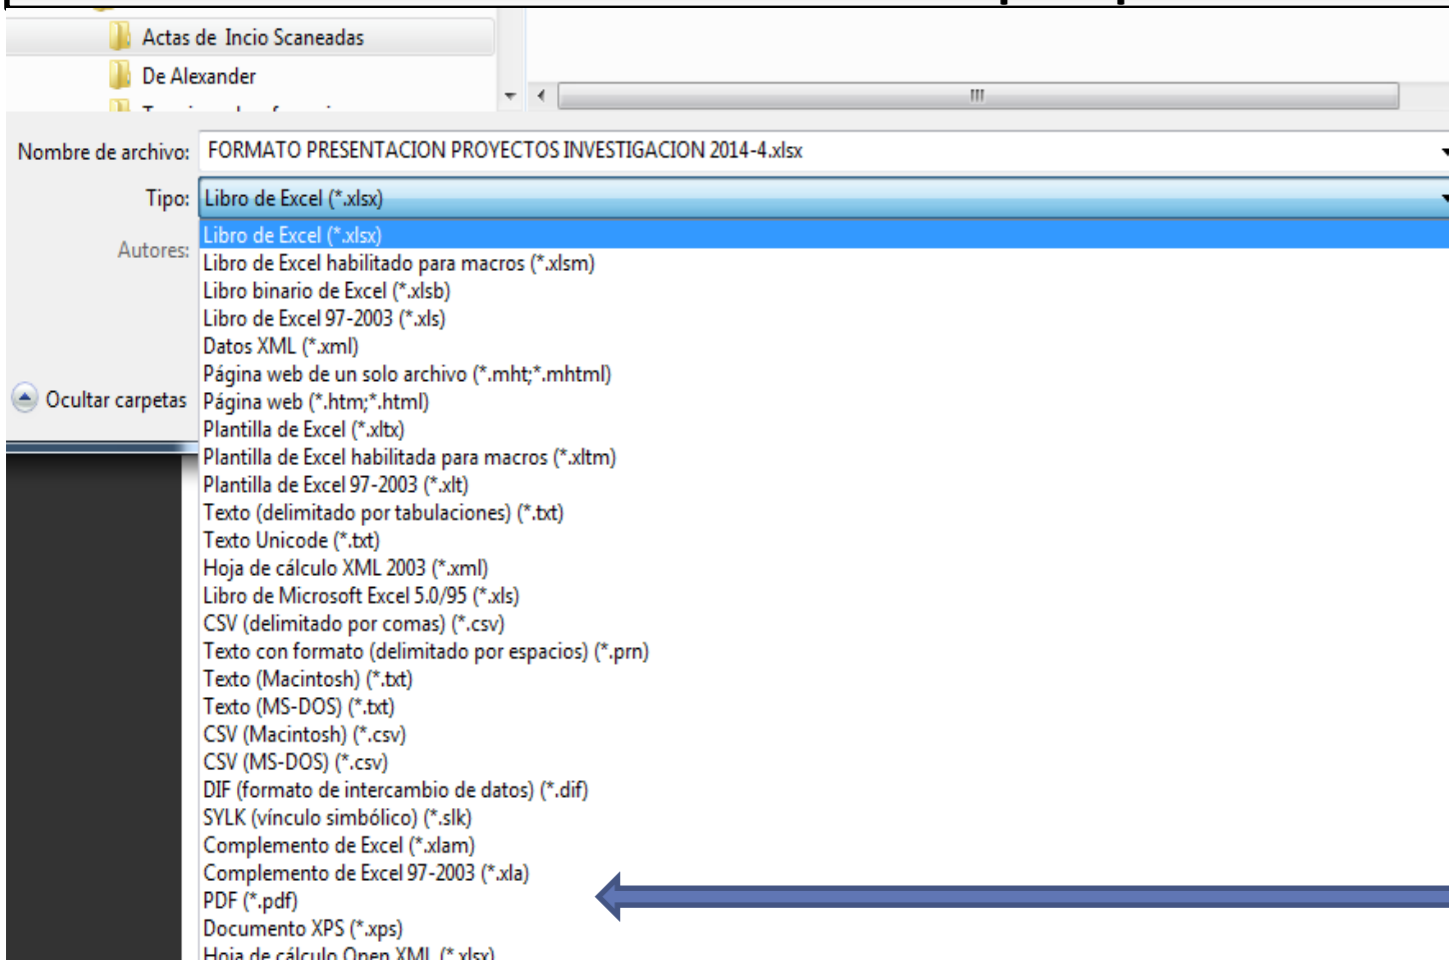 Actas de Incio Scaneadas
De Alexander
Nombre de archivo: FORMATO PRESENTACION PROYECTOS INVESTIGACION 2014-4.xlsx
Tipo: Libro de Excel (*.xlsx)
Autores:
Libro de Excel (*.xlsx)
Libro de Excel habilitado para macros (*.xlsm)
Libro binario de Excel (*.xlsb)
Libro de Excel 97-2003 (*.xls)
Datos XML (*.xml)
Página web de un solo archivo (*.mht;*.mhtml)
Ocultar carpetas
Página web (*.htm;*.html)
Plantilla de Excel (*.xltx)
Plantilla de Excel habilitada para macros (*.xltm)
Plantilla de Excel 97-2003 (*.xlt)
Texto (delimitado por tabulaciones) (*.txt)
Texto Unicode (*.txt)
Hoja de cálculo XML 2003 (*.xml)
Libro de Microsoft Excel 5.0/95 (*.xls)
CSV (delimitado por comas) (*.csv)
Texto con formato (delimitado por espacios) (*.prn)
Texto (Macintosh) (*.txt)
Texto (MS-DOS) (*.txt)
CSV (Macintosh) (*.csv)
CSV (MS-DOS) (*.csv)
DIF (formato de intercambio de datos) (*.dif)
SYLK (vínculo simbólico) (*.slk)
Complemento de Excel (*.xlam)
Complemento de Excel 97-2003 (*.xla)
PDF (*.pdf)
Documento XPS (*.xps)
Hoja de cálculo Open XML (*.xlsx)